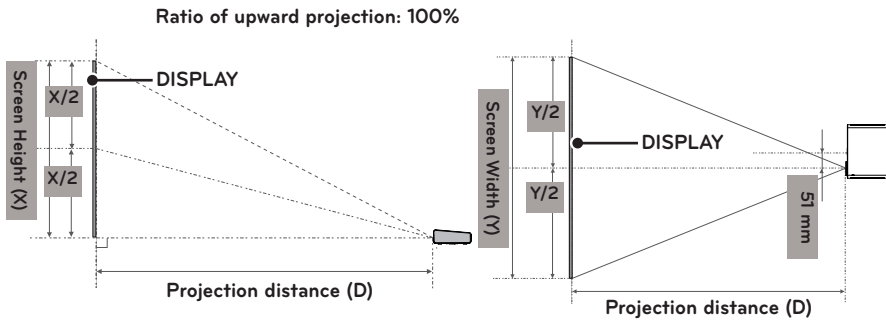 Ratio of upward projection: 100%
Screen Height (X)
X/2
X/2
DISPLAY
Projection distance (D)
Screen Width (Y)
Y/2
Y/2
DISPLAY
51 mm
Projection distance (D)